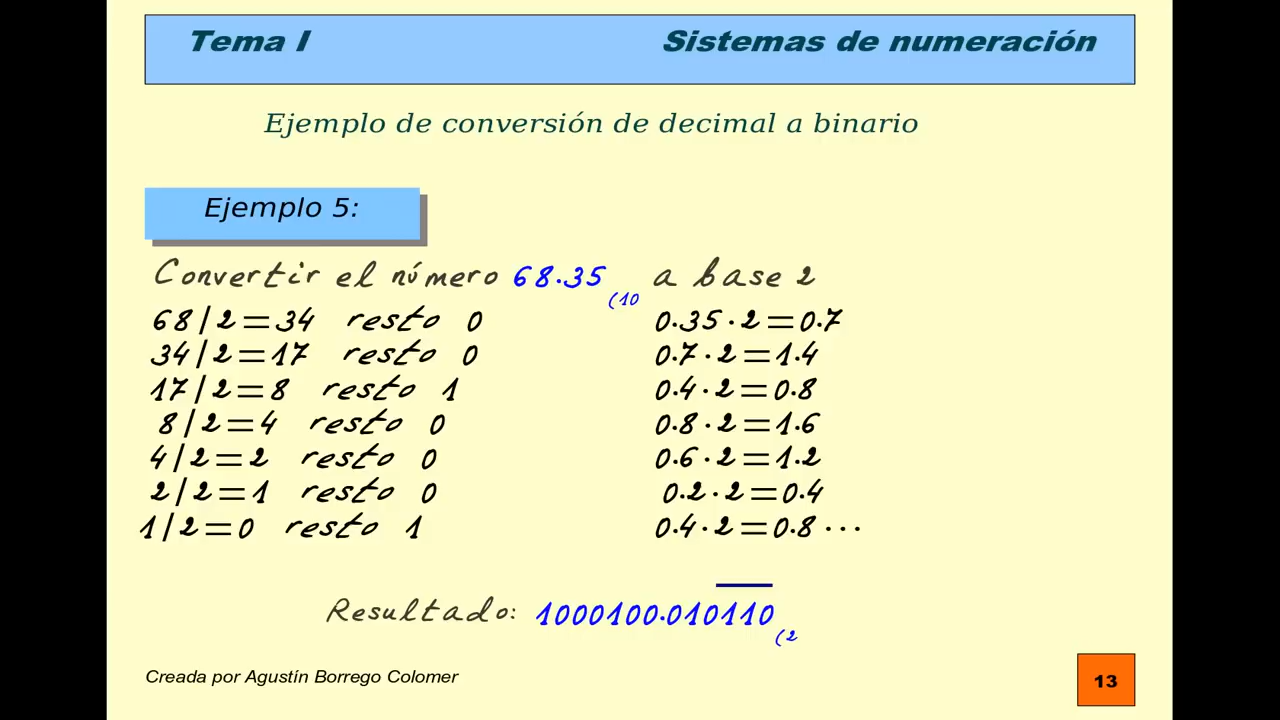 Tema I Sistemas de numeración
Ejemplo de conversión de decimal a binario
Ejemplo 5:
Convertir el número 68.35(10 a base 2
68/2=34 resto 0
34/2=17 resto 0
17/2=8 resto 1
8/2=4 resto 0
4/2=2 resto 0
2/2=1 resto 0
1/2=0 resto 1
0.35·2=0.7
0.7·2=1.4
0.4·2=0.8
0.8·2=1.6
0.6·2=1.2
0.2·2=0.4
0.4·2=0.8···
Resultado: 1000100.010110(2
Creada por Agustín Borrego Colomer
13